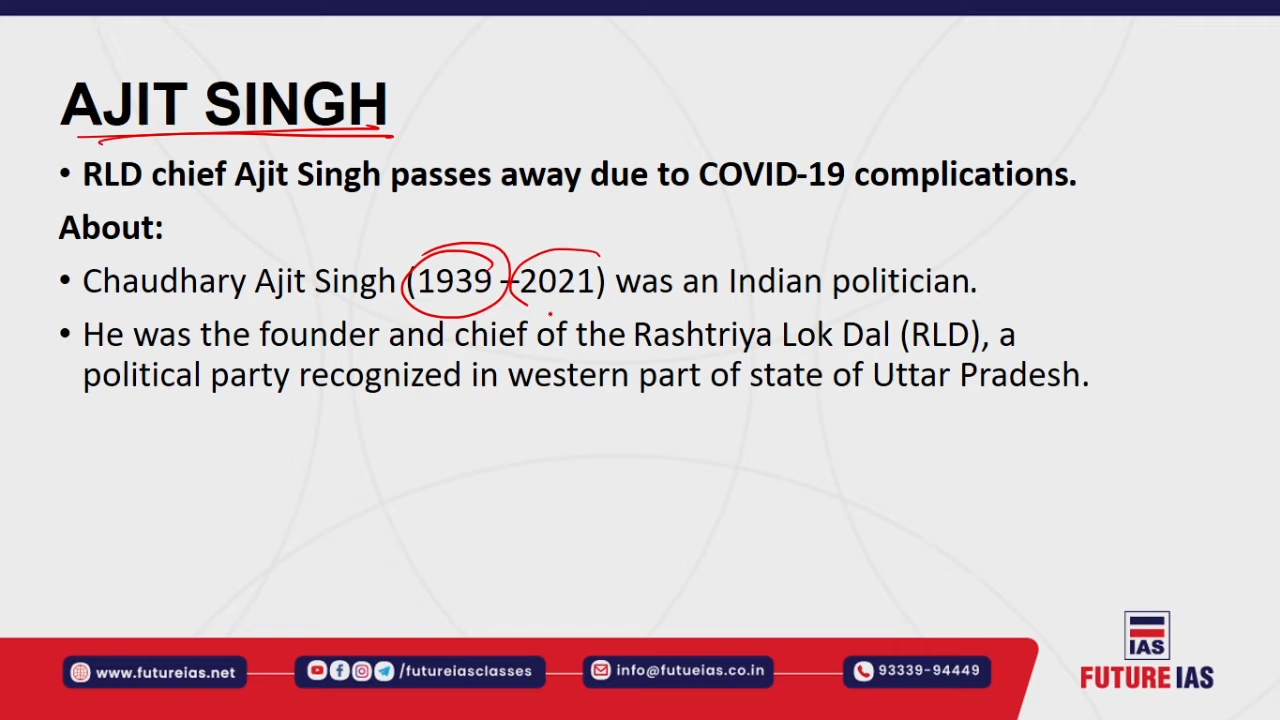 AJIT SINGH
• RLD chief Ajit Singh passes away due to COVID-19 complications.
About:
• Chaudhary Ajit Singh (1939 –2021) was an Indian politician.
• He was the founder and chief of the Rashtriya Lok Dal (RLD), a
political party recognized in western part of state of Uttar Pradesh.
IAS
FUTURE IAS
www.futureias.net
/futureiasclasses
info@futueias.co.in
93339-94449